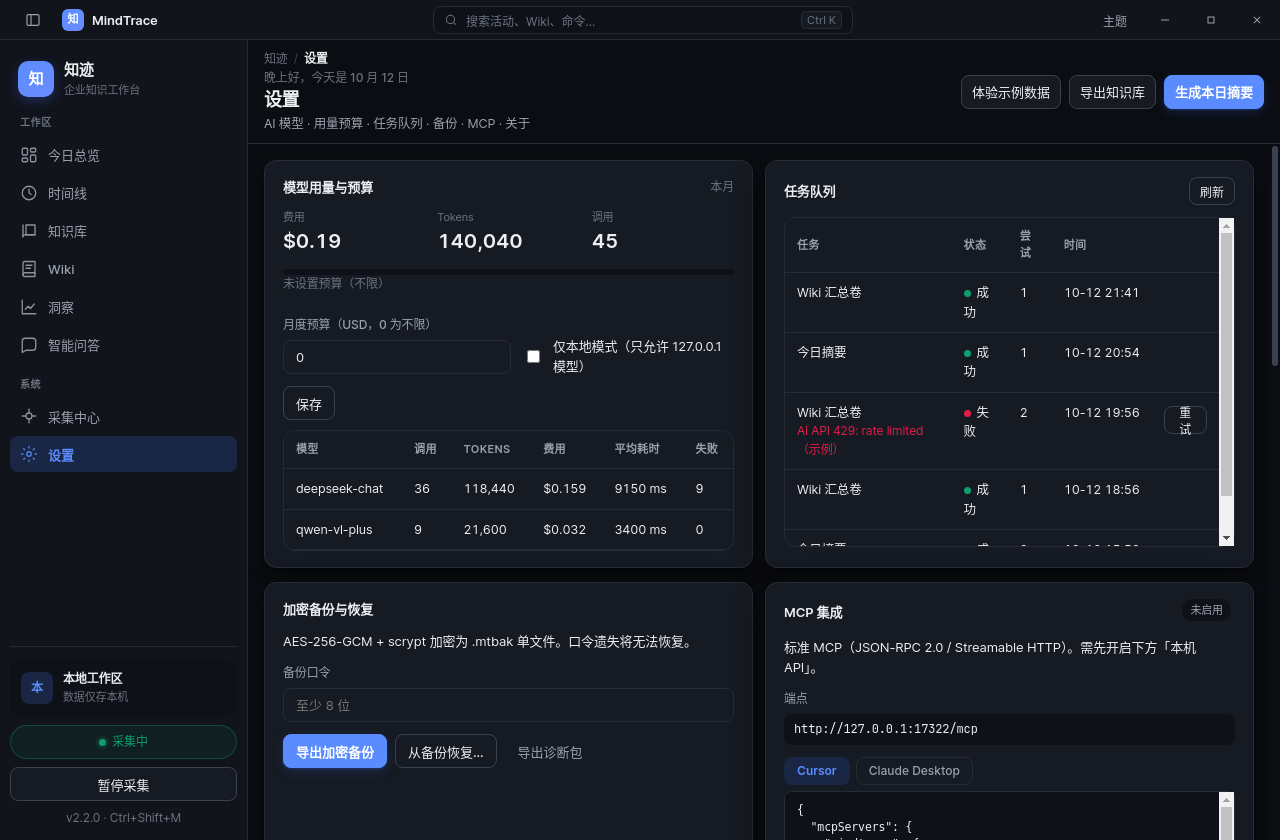 知 MindTrace
搜索活动、Wiki、命令...
Ctrl K
主题
知
知迹
企业知识工作台
工作区
今日总览
时间线
知识库
Wiki
洞察
智能问答
系统
采集中心
设置
本
本地工作区
数据仅存本机
采集中
暂停采集
v2.2.0 · Ctrl+Shift+M
知迹 / 设置
晚上好，今天是 10 月 12 日
设置
AI 模型 · 用量预算 · 任务队列 · 备份 · MCP · 关于
体验示例数据
导出知识库
生成本日摘要
模型用量与预算
本月
费用 Tokens 调用
$0.19 140,040 45
未设置预算（不限）
月度预算（USD，0 为不限）
0
仅本地模式（只允许 127.0.0.1
模型）
保存
模型 调用 TOKENS 费用 平均耗时 失败
deepseek-chat 36 118,440 $0.159 9150 ms 9
qwen-vl-plus 9 21,600 $0.032 3400 ms 0
任务队列
刷新
任务 状态 尝试 时间
Wiki 汇总卷 成功 1 10-12 21:41
今日摘要 成功 1 10-12 20:54
Wiki 汇总卷 失败 2 10-12 19:56 重试
AI API 429: rate limited
（示例）
Wiki 汇总卷 成功 1 10-12 18:56
加密备份与恢复
AES-256-GCM + scrypt 加密为 .mtbak 单文件。口令遗失将无法恢复。
备份口令
至少 8 位
导出加密备份
从备份恢复...
导出诊断包
MCP 集成
未启用
标准 MCP（JSON-RPC 2.0 / Streamable HTTP）。需先开启下方「本机
API」。
端点
http://127.0.0.1:17322/mcp
Cursor
Claude Desktop
{
"mcpServers": {